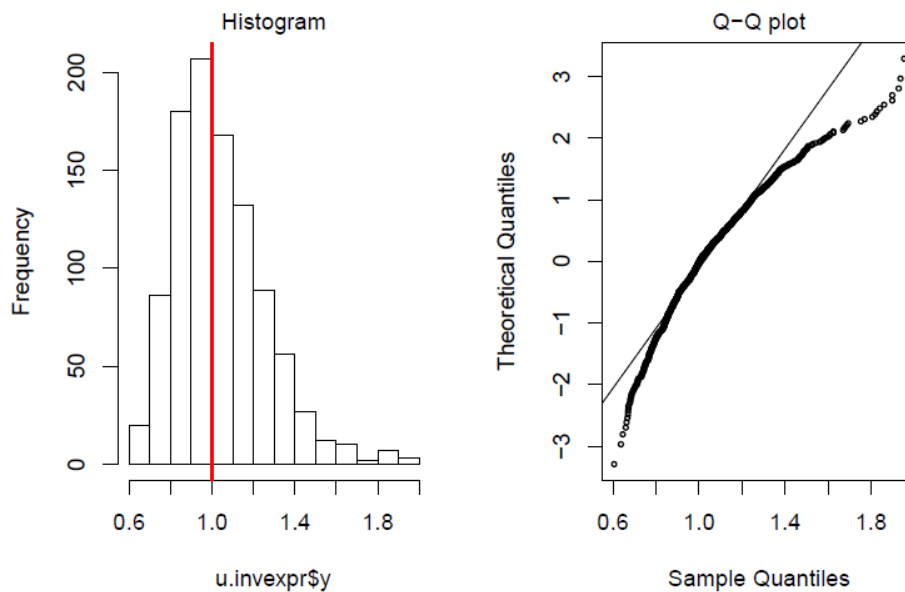 Histogram
Frequency
0
50
100
150
200
0.6 1.0 1.4 1.8
u.invexpr$y
Q−Q plot
Theoretical Quantiles
−3
−2
−1
0
1
2
3
0.6 1.0 1.4 1.8
Sample Quantiles